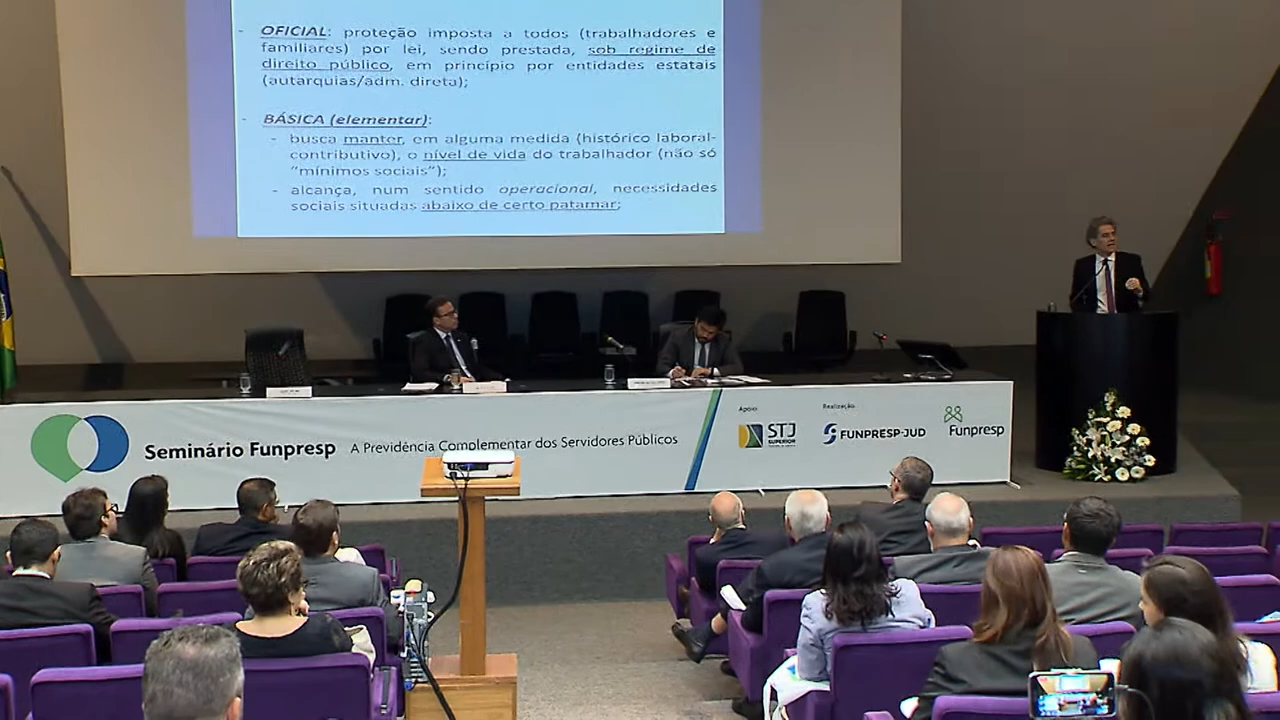 - OFICIAL: proteção imposta a todos (trabalhadores e
familiares) por lei, sendo prestada, sob regime de
direito público, em princípio por entidades estatais
(autarquias/adm. direta);
- BÁSICA (elementar):
- busca manter, em alguma medida (histórico laboral-
contributivo), o nível de vida do trabalhador (não só
"mínimos sociais");
- alcança, num sentido operacional, necessidades
sociais situadas abaixo de certo patamar;
Seminário Funpresp A Previdência Complementar dos Servidores Públicos
Apoio:
STJ
SUPERIOR
Realização:
FUNPRESP-JUD
Funpresp